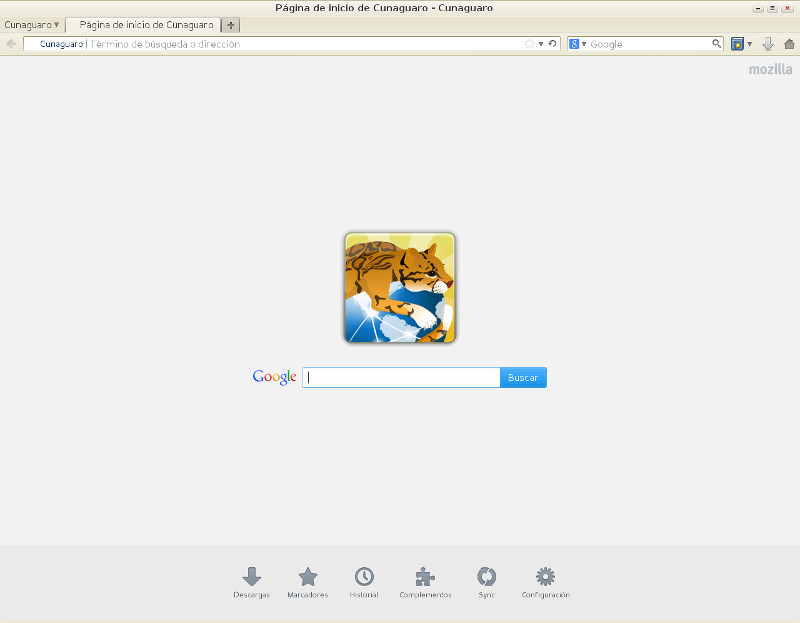 Página de inicio de Cunaguaro - Cunaguaro
Cunaguaro
Página de inicio de Cunaguaro
Cunaguaro Término de búsqueda o dirección
Google
mozilla
Google
Buscar
Descargas Marcadores Historial Complementos Sync Configuración